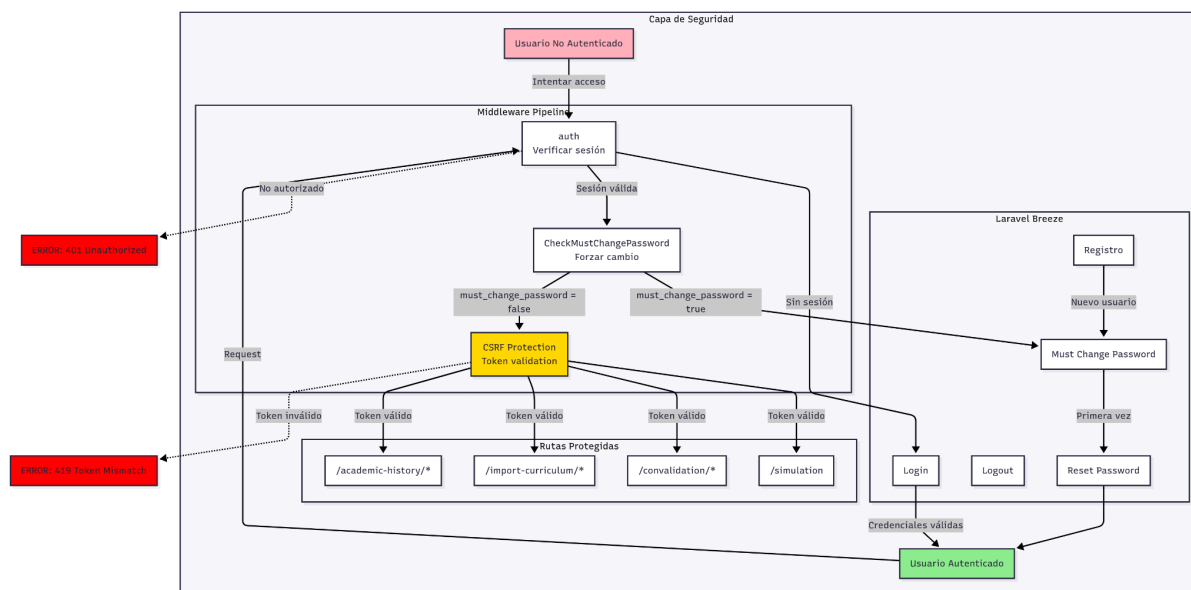 Capa de Seguridad
Usuario No Autenticado
Intentar acceso
Middleware Pipeline
auth
Verificar sesión
No autorizado
Sesión válida
Laravel Breeze
ERROR: 401 Unauthorized
CheckMustChangePassword
Forzar cambio
Registro
must_change_password =
false
must_change_password =
true
Sin sesión
Nuevo usuario
Request
CSRF Protection
Token validation
Must Change Password
Token inválido
Token válido
Token válido
Token válido
Token válido
Primera vez
Rutas Protegidas
ERROR: 419 Token Mismatch
/academic-history/*
/import-curriculum/*
/convalidation/*
/simulation
Login
Logout
Reset Password
Credenciales válidas
Usuario Autenticado